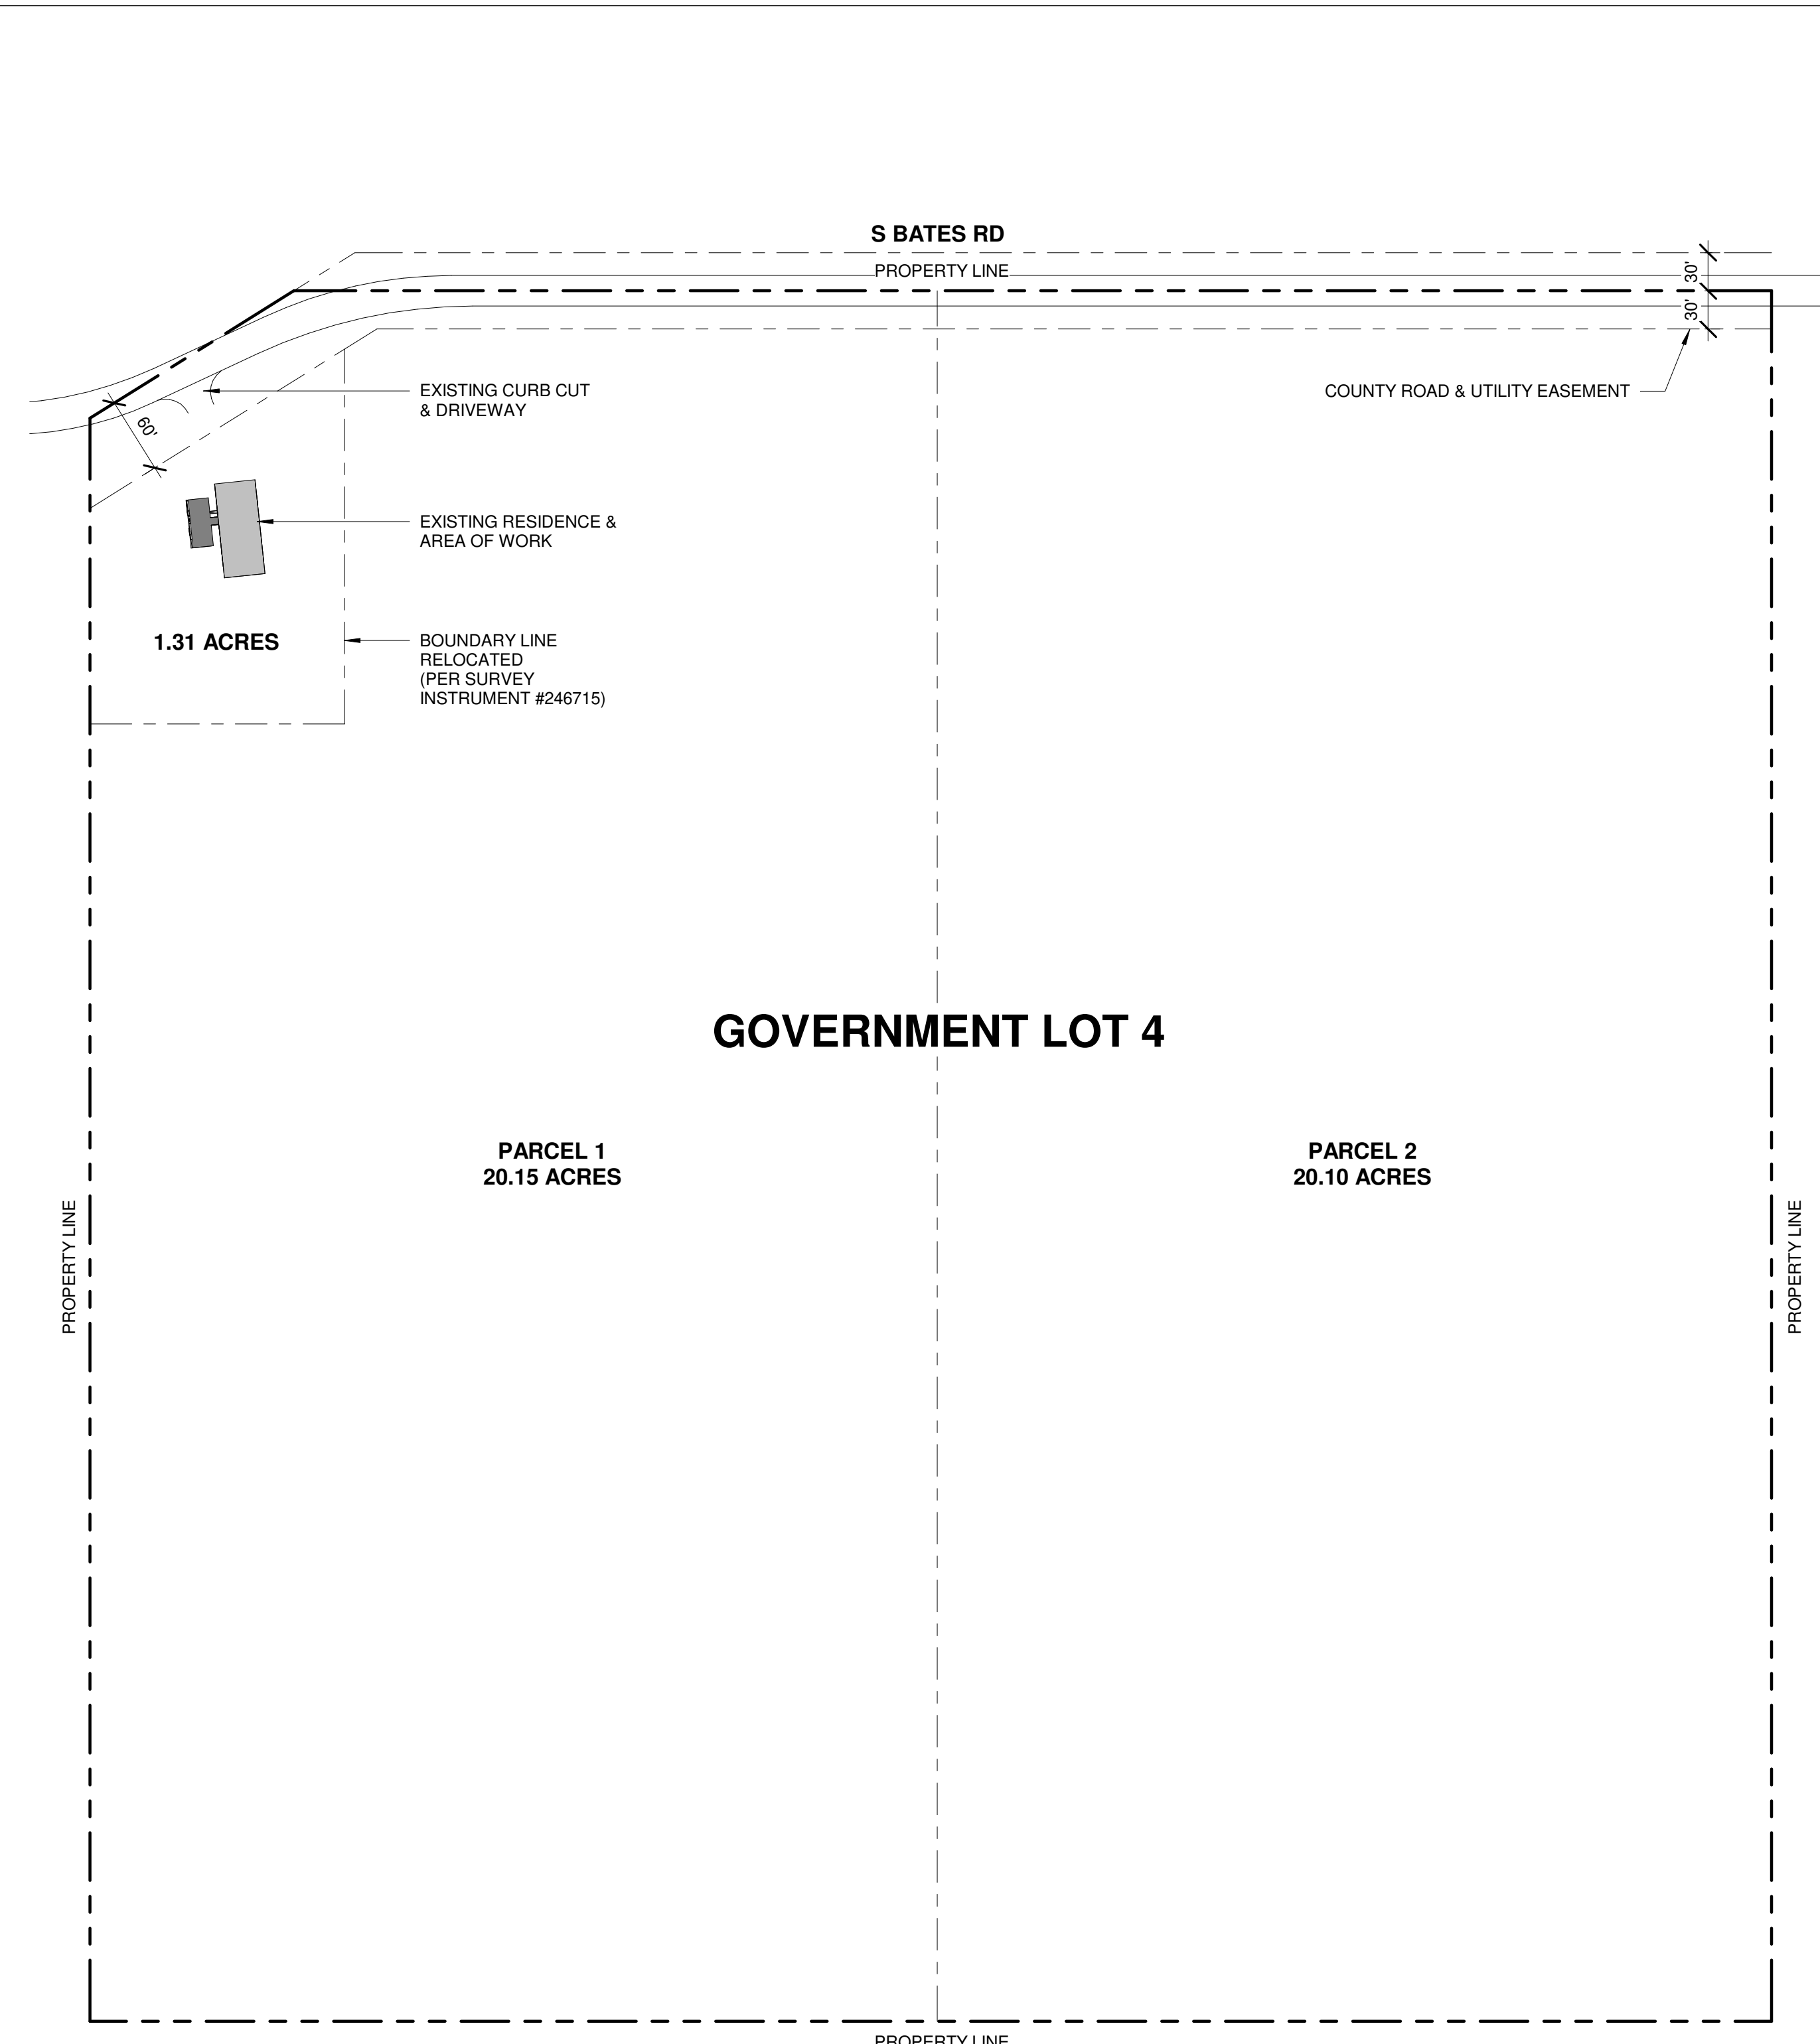 S BATES RD
PROPERTY LINE
30'
30'
EXISTING CURB CUT
& DRIVEWAY
COUNTY ROAD & UTILITY EASEMENT
60'
EXISTING RESIDENCE &
AREA OF WORK
1.31 ACRES
BOUNDARY LINE
RELOCATED
(PER SURVEY
INSTRUMENT #246715)
GOVERNMENT LOT 4
PARCEL 1
20.15 ACRES
PARCEL 2
20.10 ACRES
PROPERTY LINE
PROPERTY LINE
PROPERTY LINE